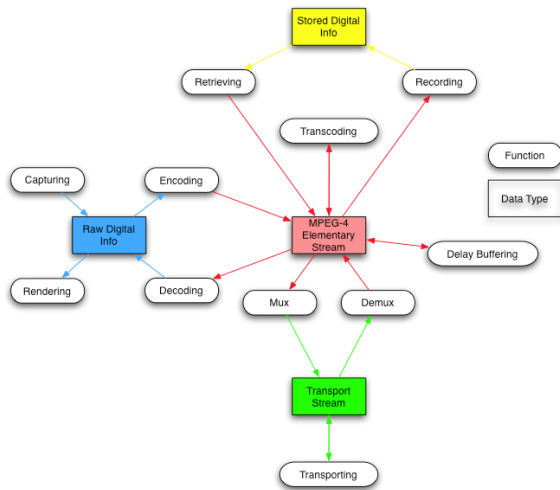 Stored Digital
Info
Retrieving
Recording
Transcoding
Function
Capturing
Encoding
Data Type
Raw Digital
Info
MPEG-4
Elementary
Stream
Delay Buffering
Rendering
Decoding
Mux
Demux
Transport
Stream
Transporting